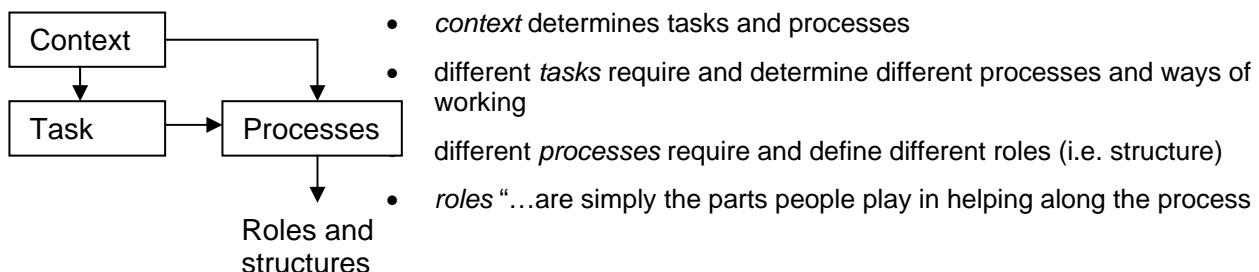 Context
Task
Processes
Roles and
structures
• context determines tasks and processes
• different tasks require and determine different processes and ways of
working
different processes require and define different roles (i.e. structure)
• roles “…are simply the parts people play in helping along the process